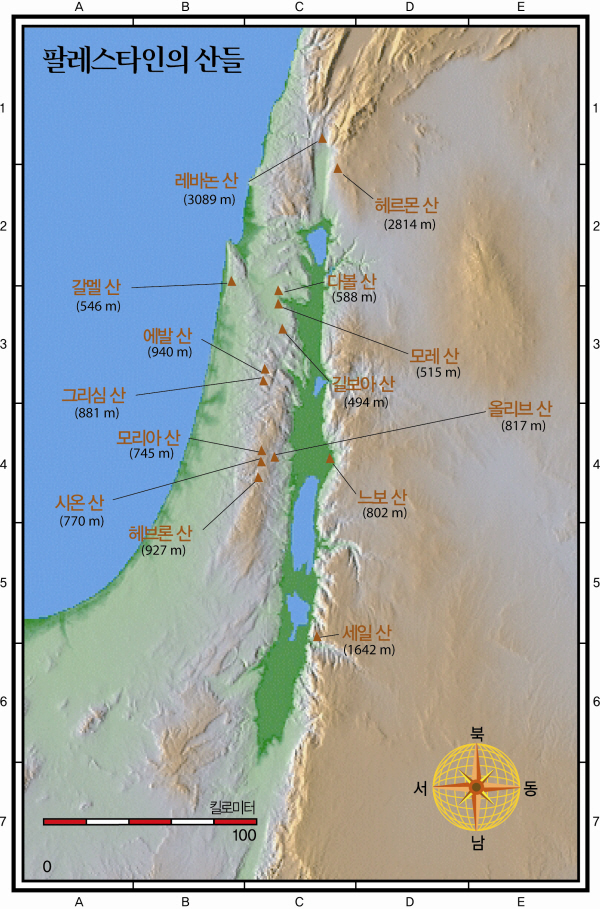 A B C D E
팔레스타인의 산들
1 1
레바논 산
(3089 m)
헤르몬 산
(2814 m)
2 2
다볼 산
(588 m)
갈멜 산
(546 m)
에발 산
(940 m)
3 3
모레 산
(515 m)
길보아 산
(494 m)
그리심 산
(881 m)
올리브 산
(817 m)
모리아 산
(745 m)
4 4
느보 산
(802 m)
시온 산
(770 m)
헤브론 산
(927 m)
5 5
세일 산
(1642 m)
6 6
북
서 동
남
킬로미터
100
0
7 7
A B C D E